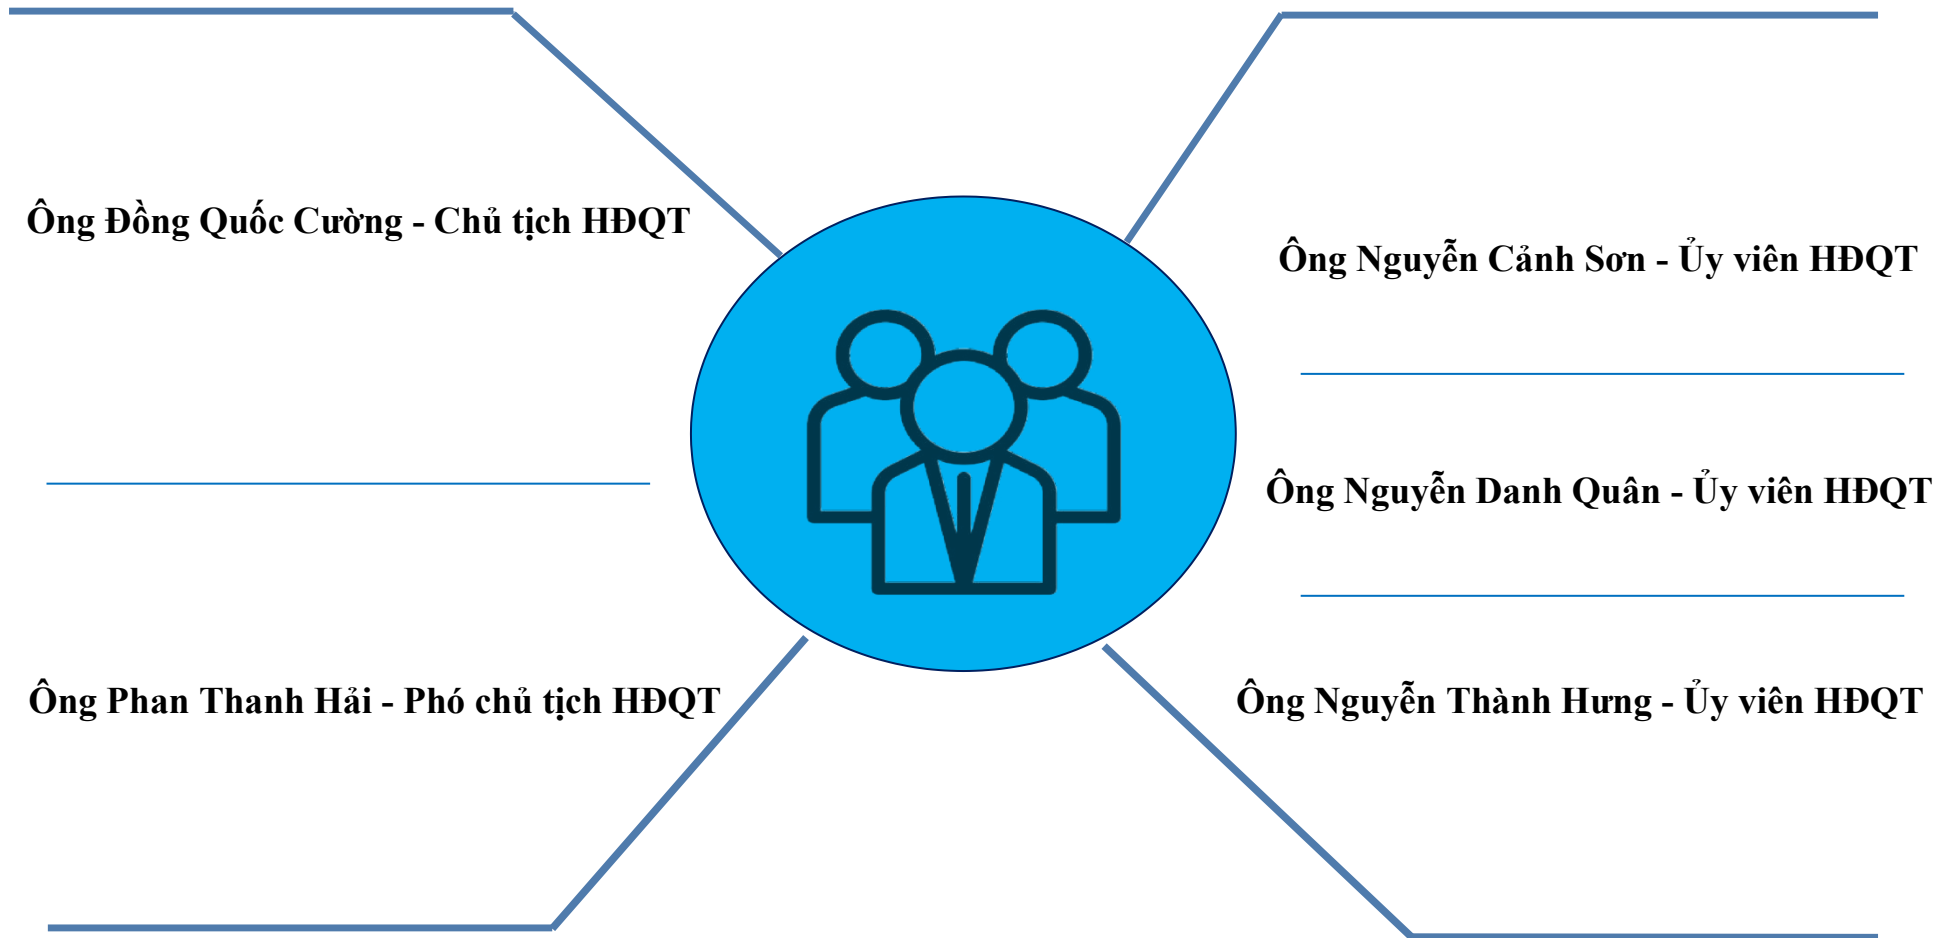 Ông Đồng Quốc Cường - Chủ tịch HĐQT
Ông Phan Thanh Hải - Phó chủ tịch HĐQT
Ông Nguyễn Cảnh Sơn - Ủy viên HĐQT
Ông Nguyễn Danh Quân - Ủy viên HĐQT
Ông Nguyễn Thành Hưng - Ủy viên HĐQT